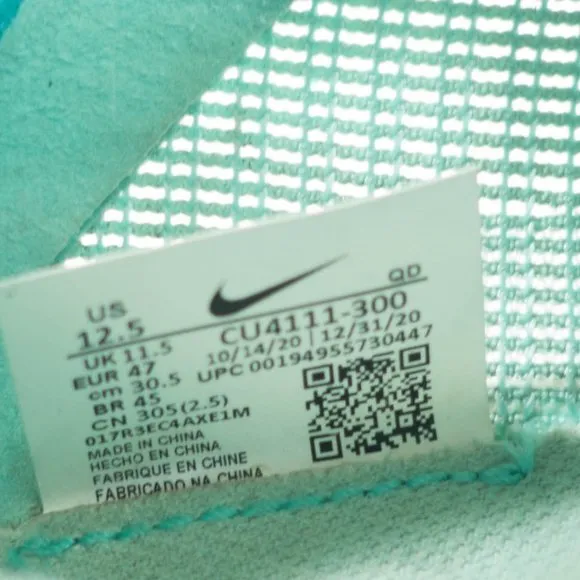 US
12.5
UK 11.5
EUR 47
cm 30.5
BR 45
CN 305(2.5)
017R3EC4AXE1M
MADE IN CHINA
HECHO EN CHINA
FABRIQUE EN CHINE
FABRICADO NA CHINA
QD
CU4111-300
10/14/20 | 12/31/20
UPC 00194955730447